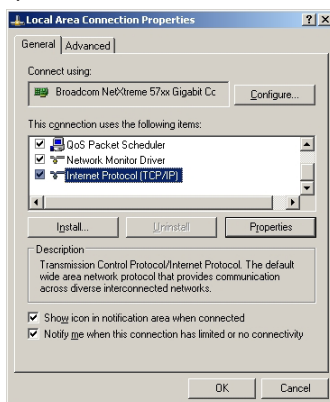 Local Area Connection Properties
General Advanced
Connect using:
Broadcom NetXtreme 57xx Gigabit Cc
Configure...
This connection uses the following items:
QoS Packet Scheduler
Network Monitor Driver
Internet Protocol (TCP/IP)
Install... Uninstall Properties
Description
Transmission Control Protocol/Internet Protocol. The default
wide area network protocol that provides communication
across diverse interconnected networks.
Show icon in notification area when connected
Notify me when this connection has limited or no connectivity
OK Cancel